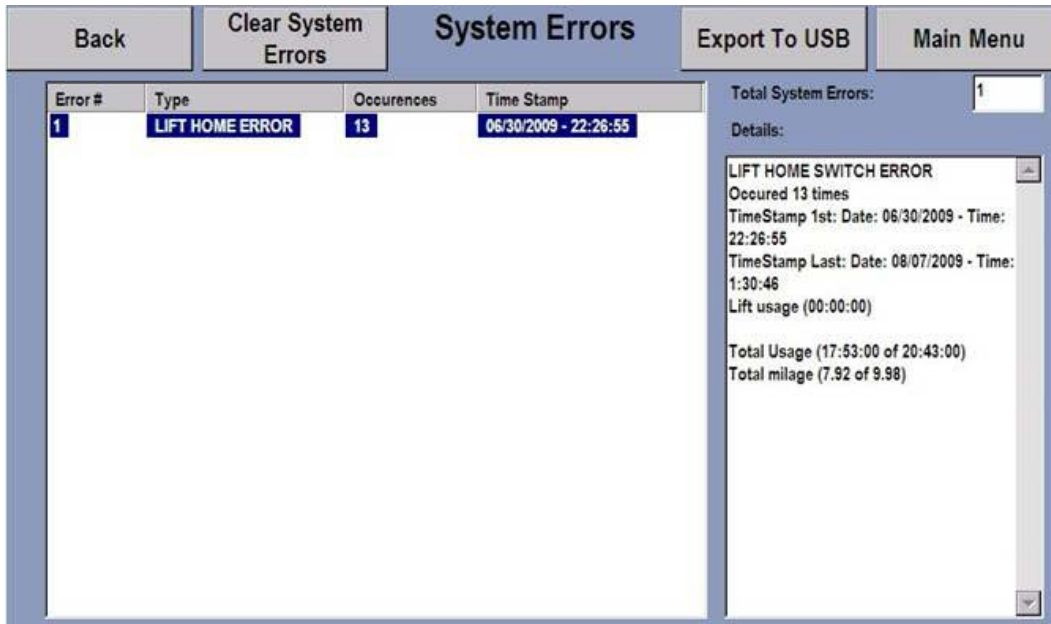 Back
Clear System
Errors
System Errors
Export To USB
Main Menu
Error # Type Occurences Time Stamp
1 LIFT HOME ERROR 13 06/30/2009 - 22:26:55
Total System Errors: 1
Details:
LIFT HOME SWITCH ERROR
Occured 13 times
TimeStamp 1st: Date: 06/30/2009 - Time:
22:26:55
TimeStamp Last: Date: 08/07/2009 - Time:
1:30:46
Lift usage (00:00:00)
Total Usage (17:53:00 of 20:43:00)
Total milage (7.92 of 9.98)